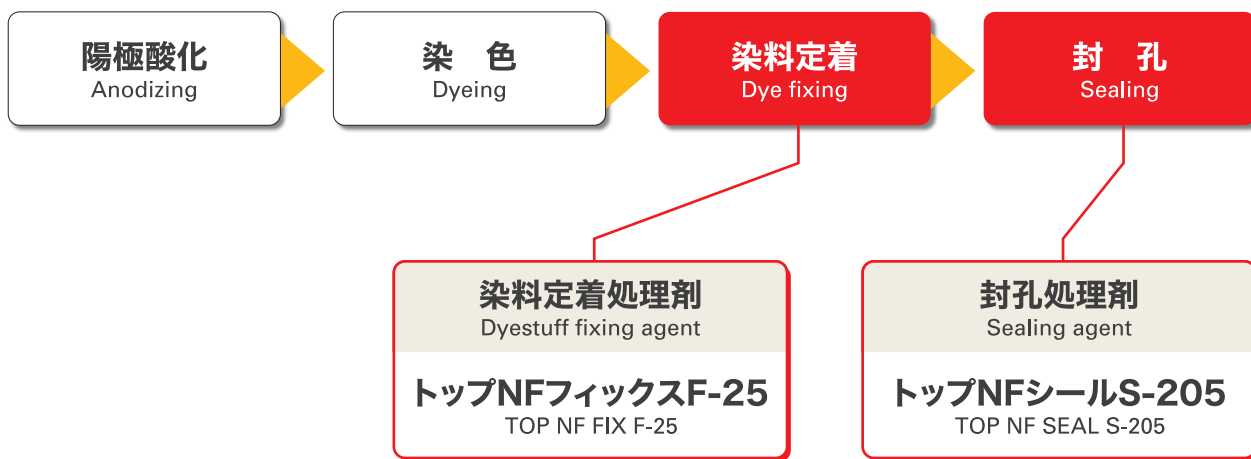 陽極酸化
Anodizing
染 色
Dyeing
染料定着
Dye fixing
封 孔
Sealing
染料定着処理剤
Dyestuff fixing agent
トップNFフィックスF-25
TOP NF FIX F-25
封孔処理剤
Sealing agent
トップNFシールS-205
TOP NF SEAL S-205